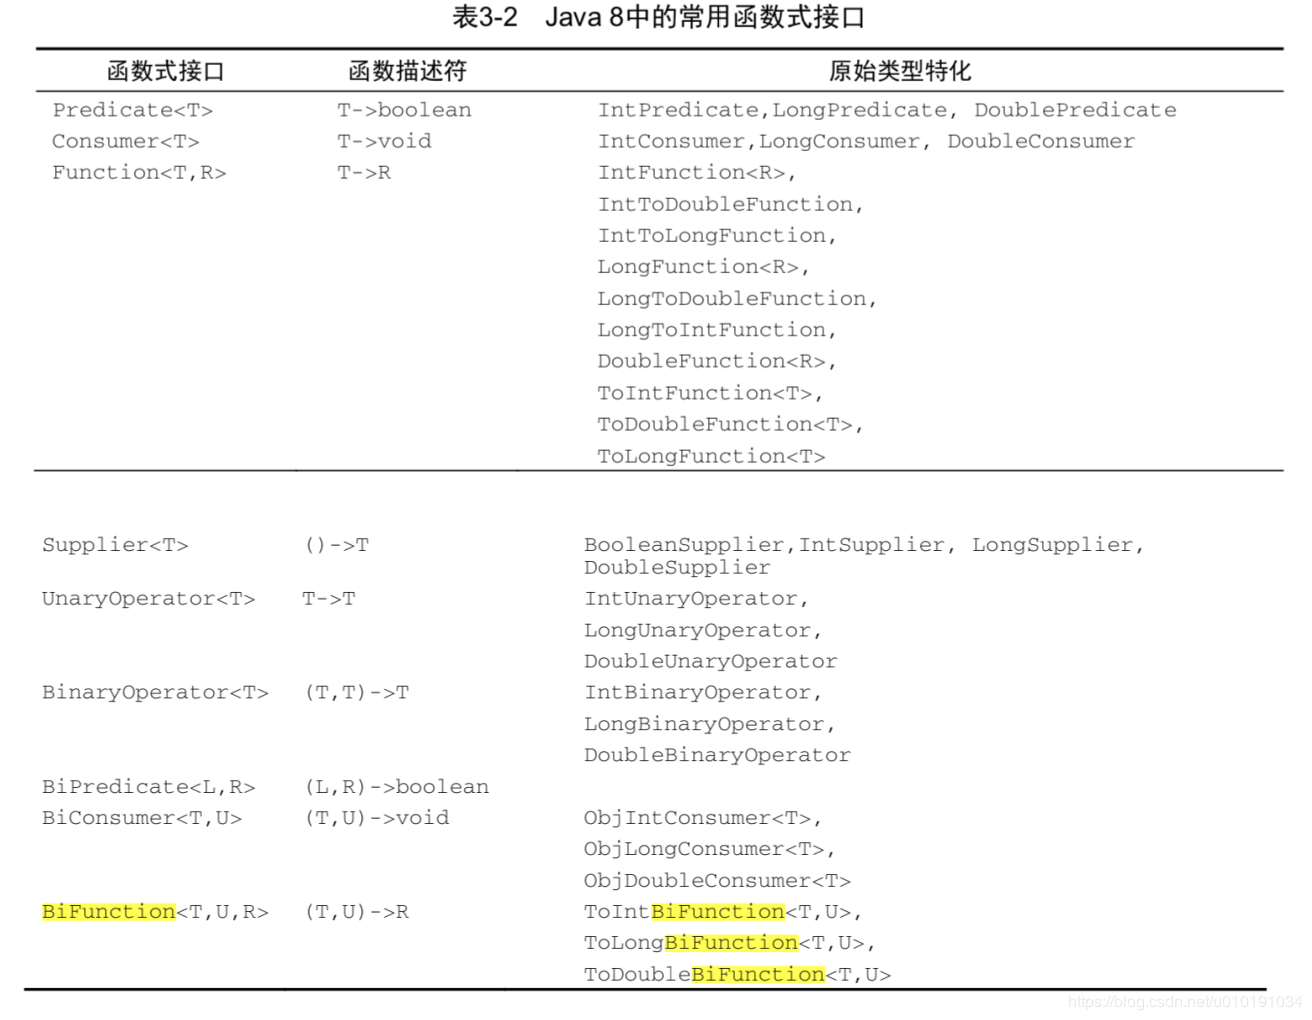 表3-2 Java 8中的常用函数式接口
函数式接口 函数描述符 原始类型特化
Predicate<T> T->boolean IntPredicate,LongPredicate, DoublePredicate
Consumer<T> T->void IntConsumer,LongConsumer, DoubleConsumer
Function<T,R> T->R IntFunction<R>,
IntToDoubleFunction,
IntToLongFunction,
LongFunction<R>,
LongToDoubleFunction,
LongToIntFunction,
DoubleFunction<R>,
ToIntFunction<T>,
ToDoubleFunction<T>,
ToLongFunction<T>
Supplier<T> ()->T BooleanSupplier,IntSupplier, LongSupplier,
DoubleSupplier
UnaryOperator<T> T->T IntUnaryOperator,
LongUnaryOperator,
DoubleUnaryOperator
BinaryOperator<T> (T,T)->T IntBinaryOperator,
LongBinaryOperator,
DoubleBinaryOperator
BiPredicate<L,R> (L,R)->boolean
BiConsumer<T,U> (T,U)->void ObjIntConsumer<T>,
ObjLongConsumer<T>,
ObjDoubleConsumer<T>
BiFunction<T,U,R> (T,U)->R ToIntBiFunction<T,U>,
ToLongBiFunction<T,U>,
ToDoubleBiFunction<T,U>
https://blog.csdn.net/u010191034